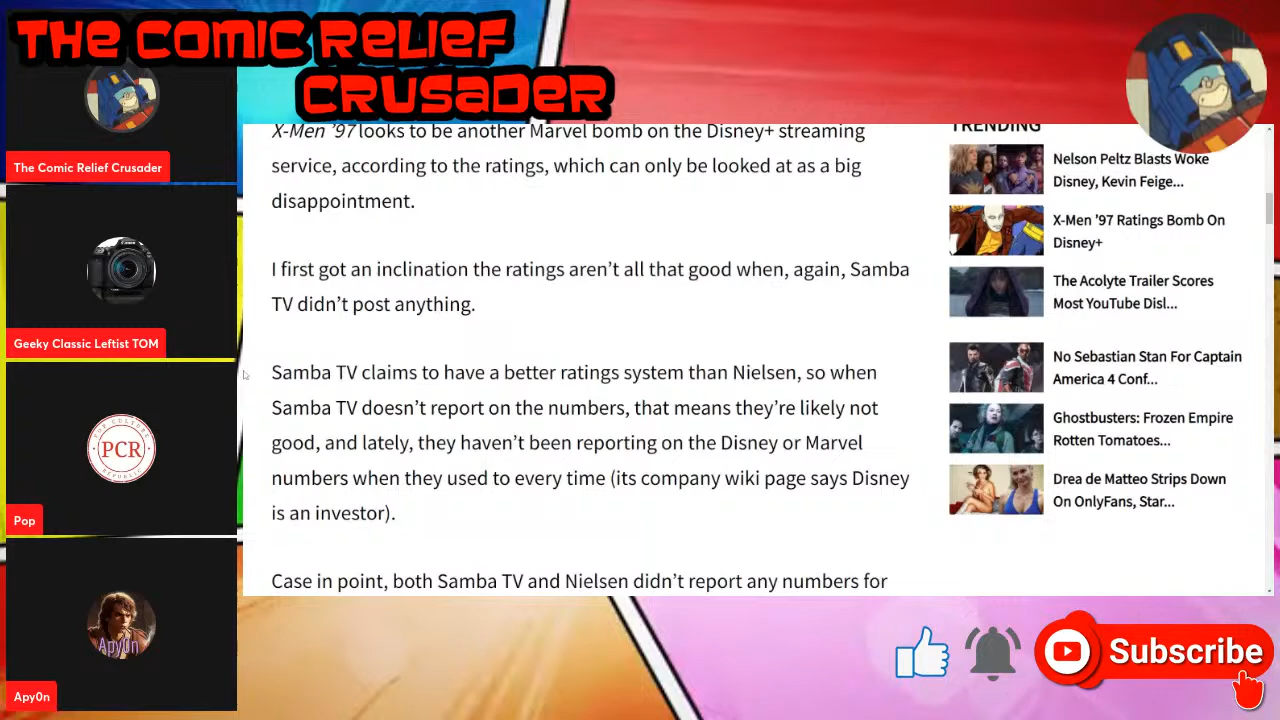 THE COMIC RELIEF
CRUSADER
The Comic Relief Crusader
Geeky Classic Leftist TOM
POP CULTURE
PCR
REPUBLIC
Pop
Apy0n
Apy0n
X-Men ’97 looks to be another Marvel bomb on the Disney+ streaming
service, according to the ratings, which can only be looked at as a big
disappointment.
I first got an inclination the ratings aren’t all that good when, again, Samba
TV didn’t post anything.
Samba TV claims to have a better ratings system than Nielsen, so when
Samba TV doesn’t report on the numbers, that means they’re likely not
good, and lately, they haven’t been reporting on the Disney or Marvel
numbers when they used to every time (its company wiki page says Disney
is an investor).
Case in point, both Samba TV and Nielsen didn’t report any numbers for
TRENDING
Nelson Peltz Blasts Woke
Disney, Kevin Feige...
X-Men ’97 Ratings Bomb On
Disney+
The Acolyte Trailer Scores
Most YouTube Disl...
No Sebastian Stan For Captain
America 4 Conf...
Ghostbusters: Frozen Empire
Rotten Tomatoes...
Drea de Matteo Strips Down
On OnlyFans, Star...
Subscribe